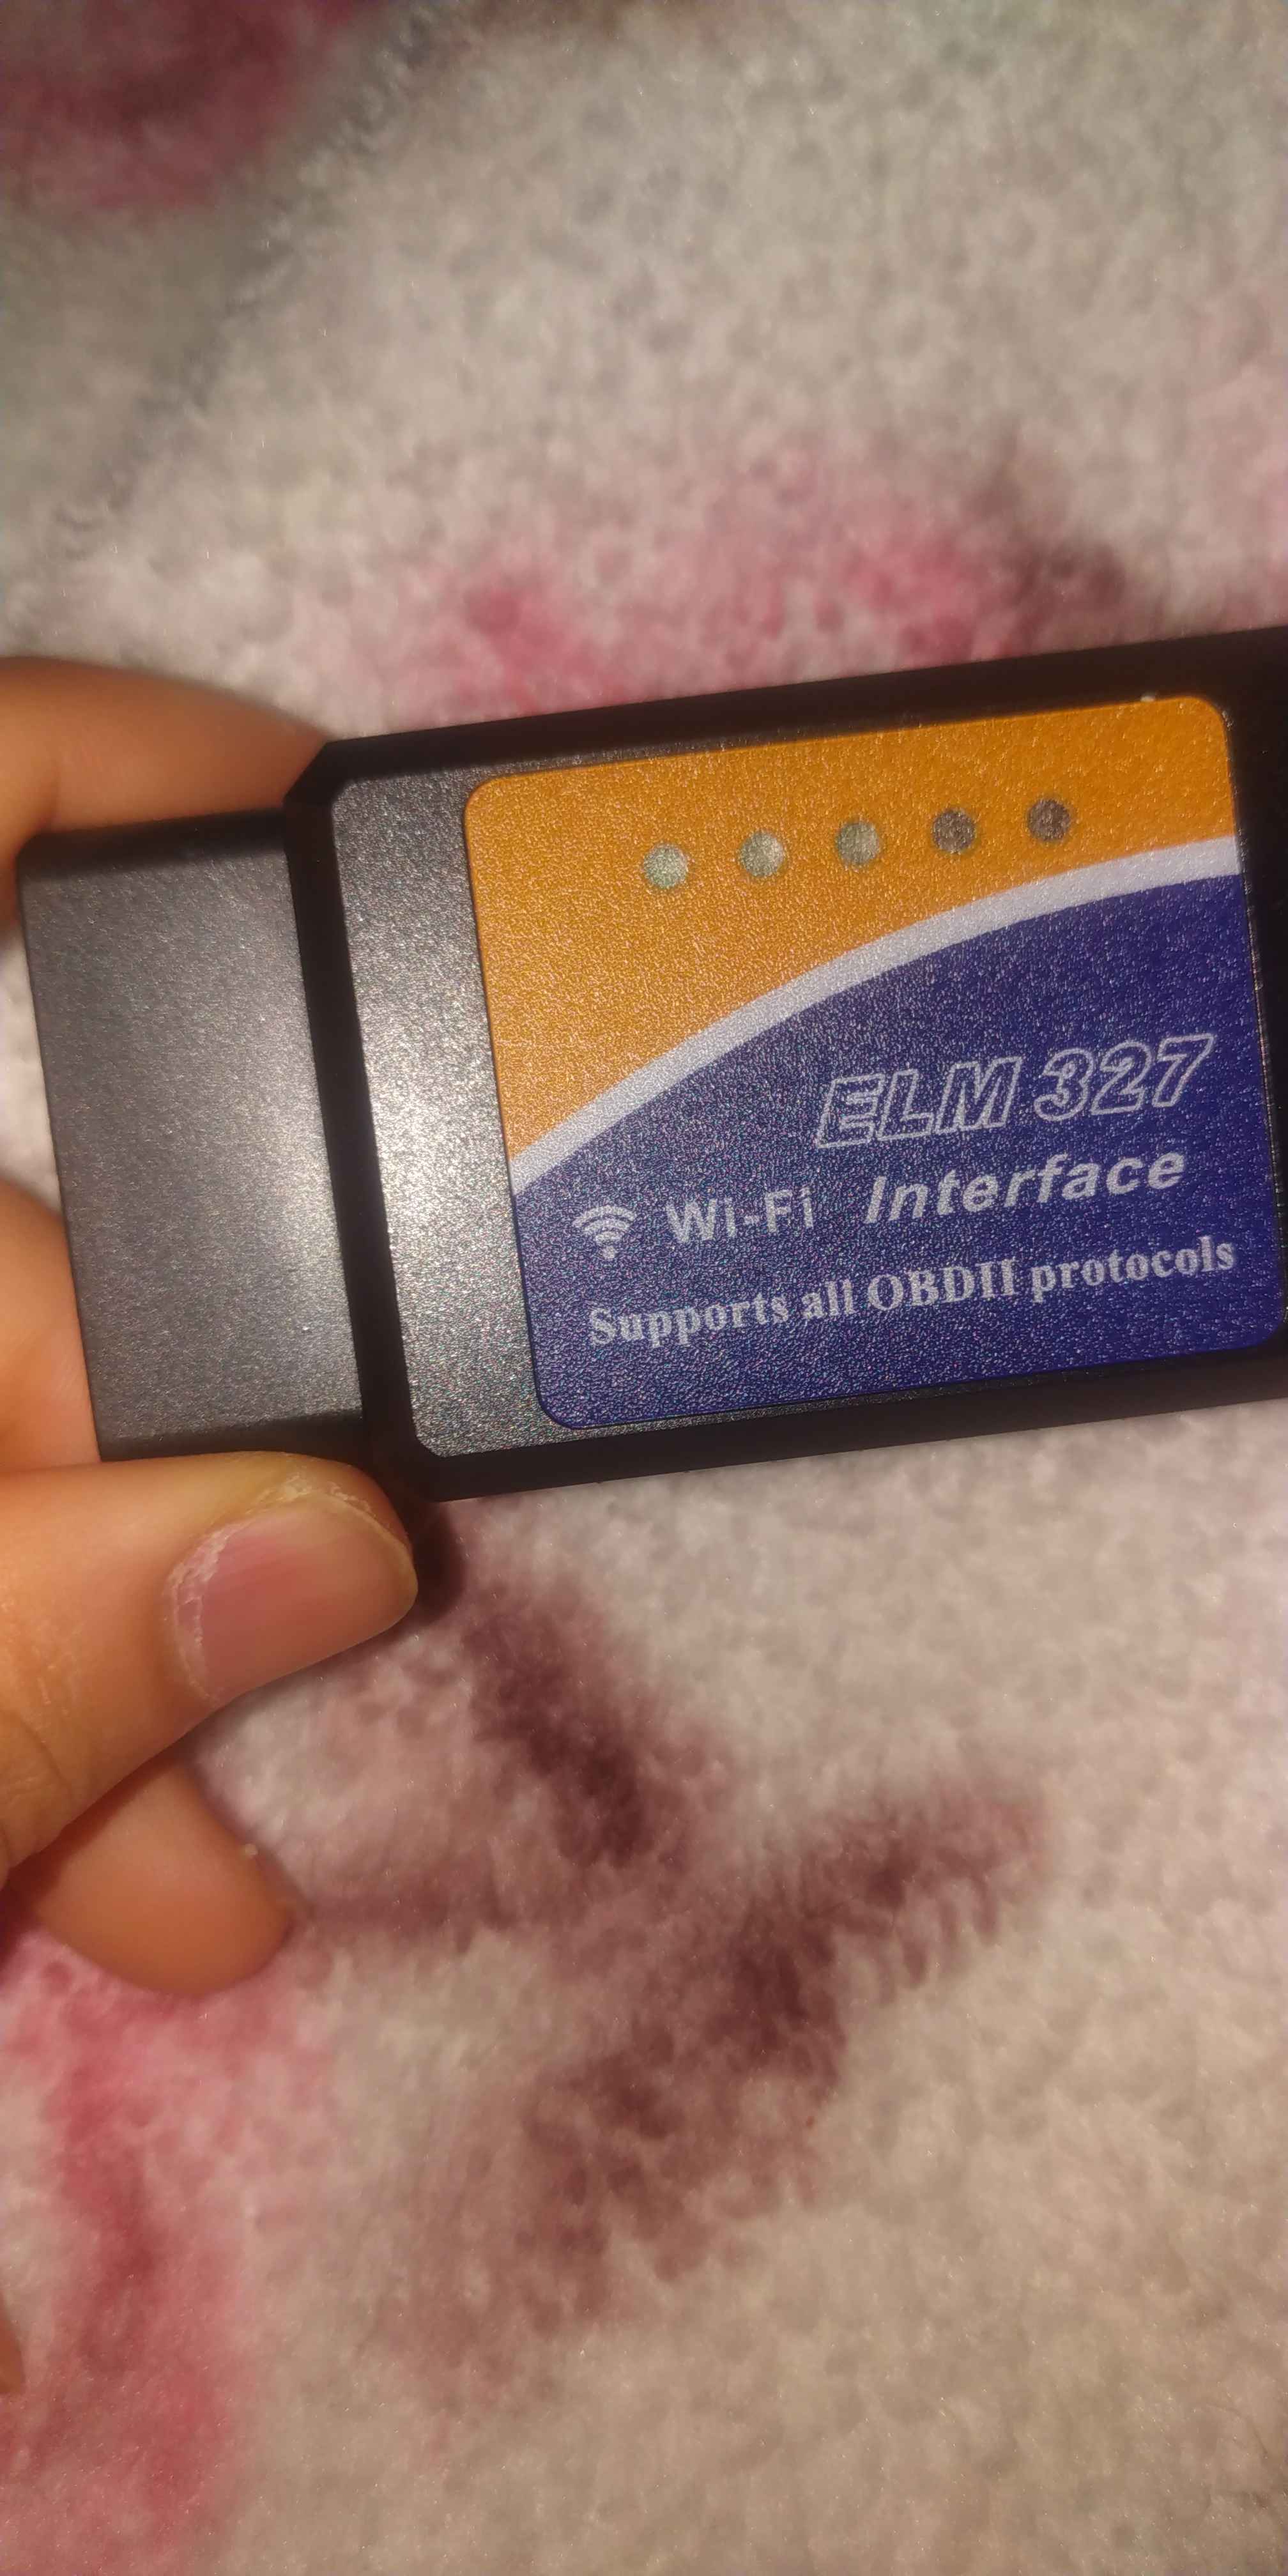 ELM 327
Wi-Fi Interface
Supports all OBDII protocols